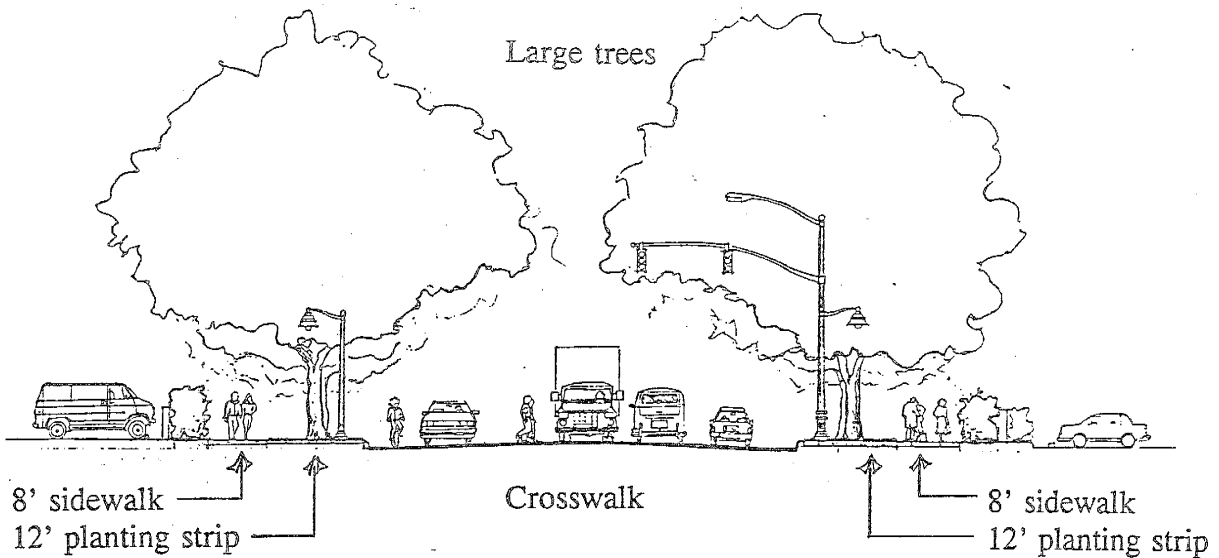 Large trees
8’ sidewalk
12’ planting strip
Crosswalk
8’ sidewalk
12’ planting strip